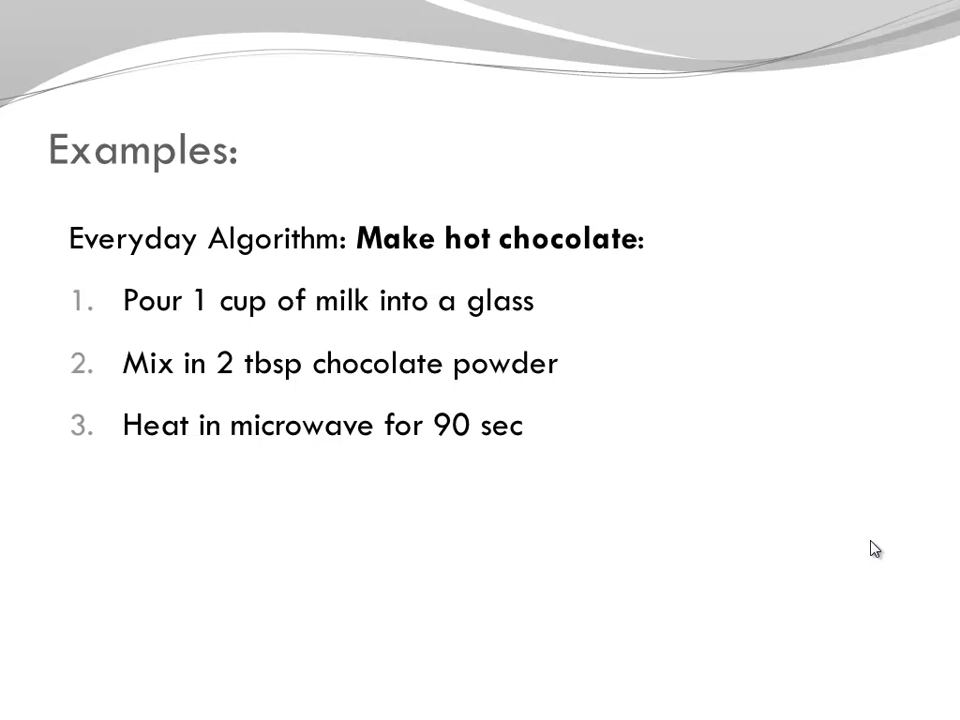 Examples:
Everyday Algorithm: Make hot chocolate:
1. Pour 1 cup of milk into a glass
2. Mix in 2 tbsp chocolate powder
3. Heat in microwave for 90 sec